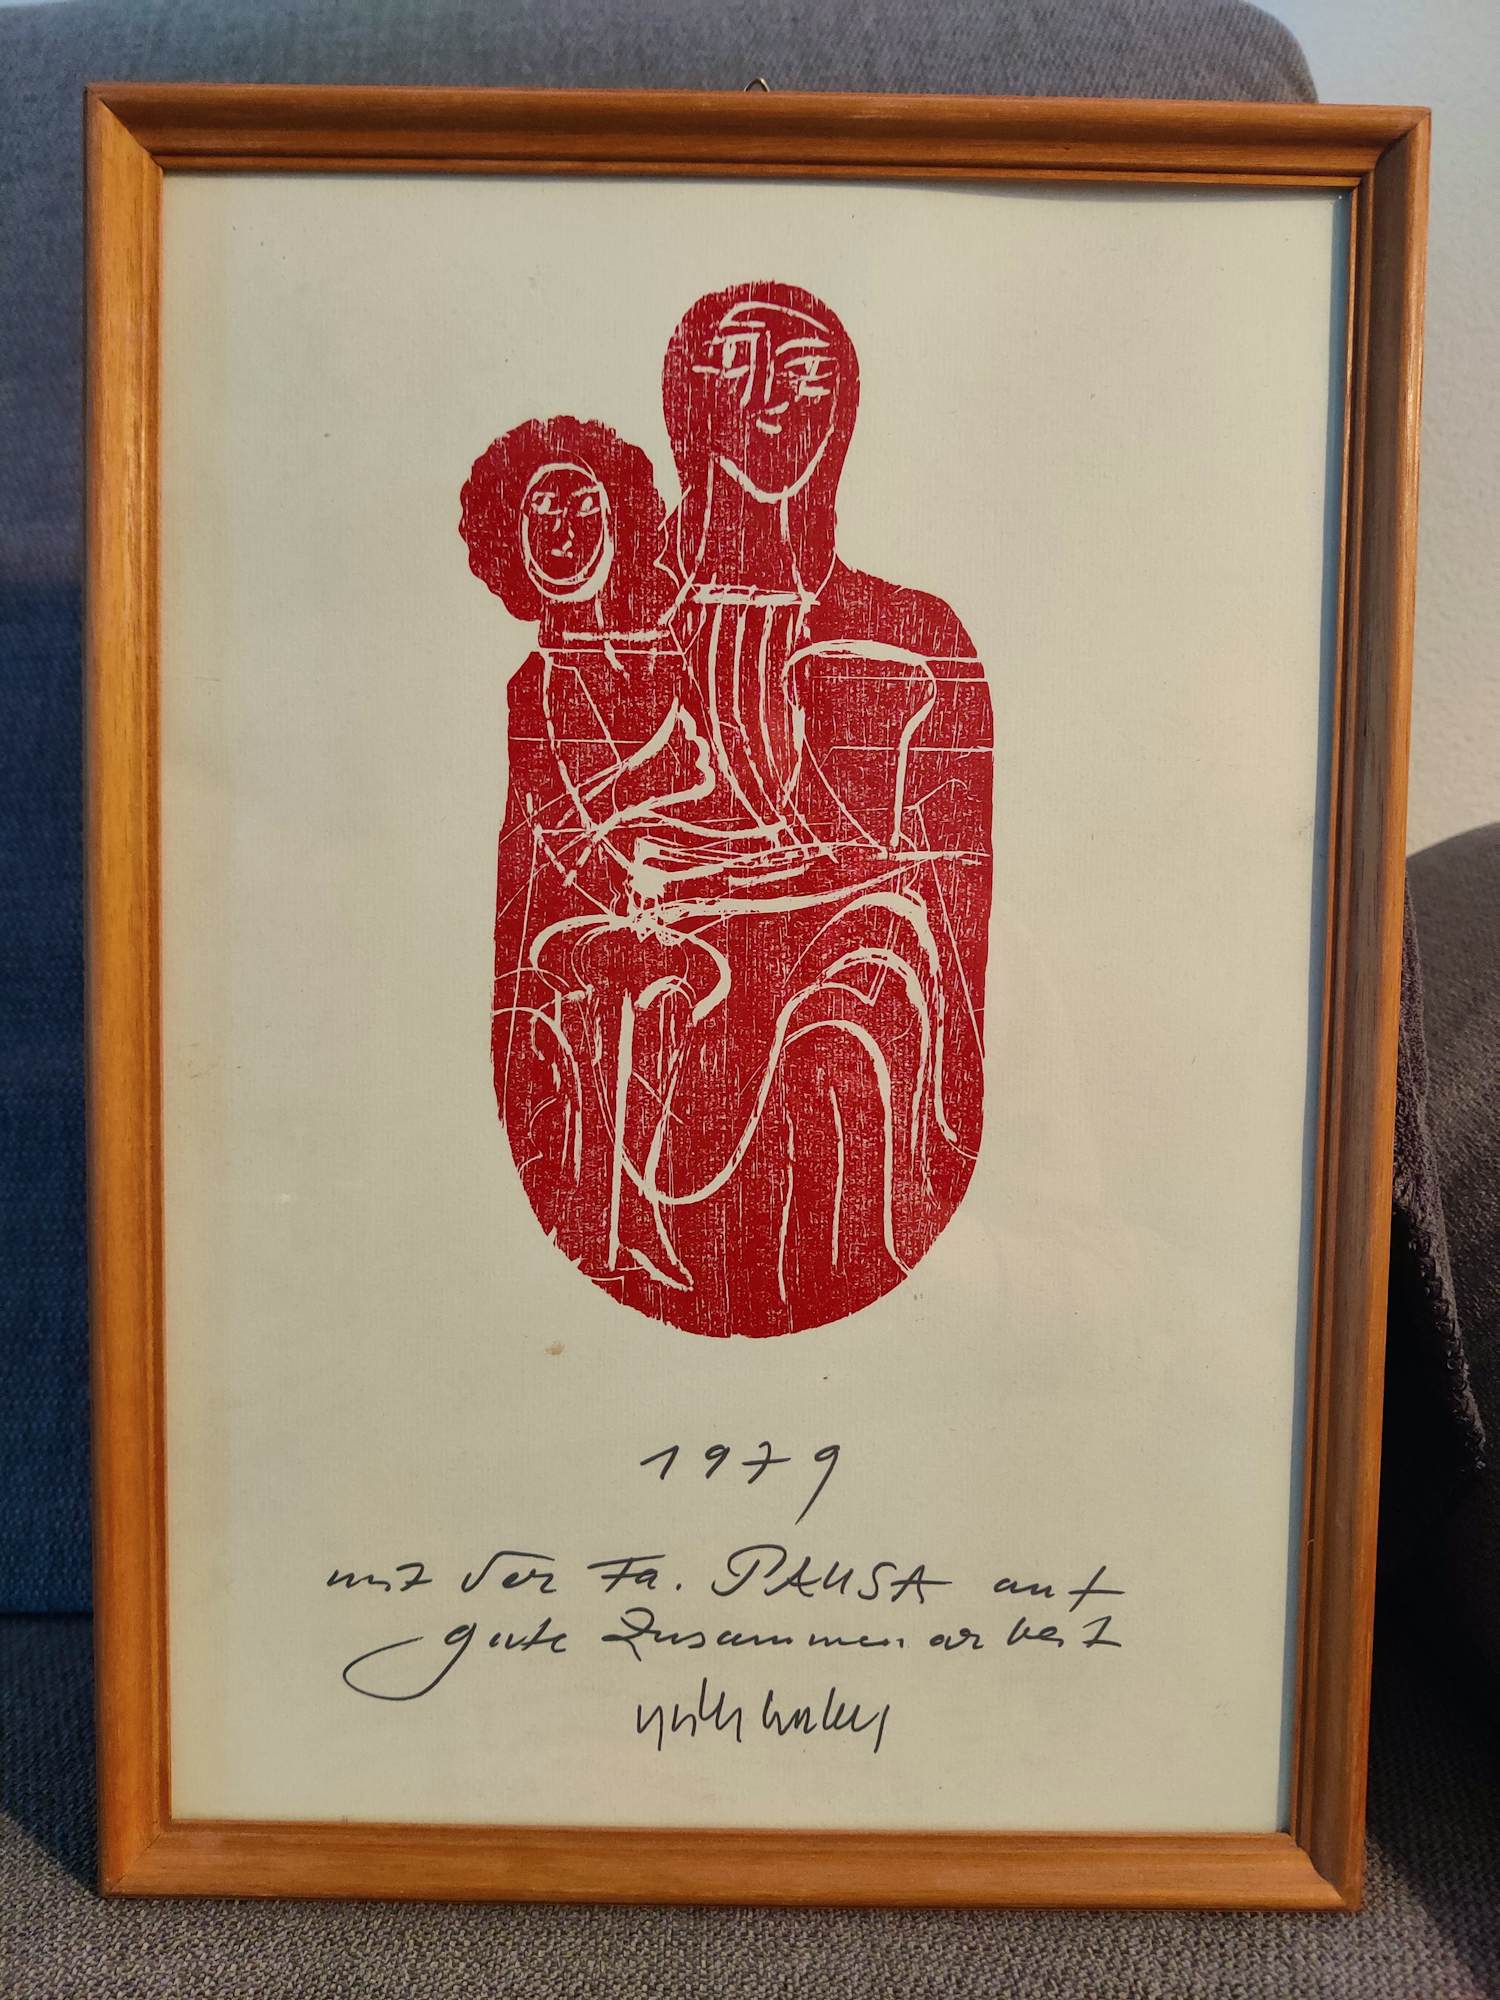 1979
mit der Fa. PAUSA auf
gute Zusammenarbeit